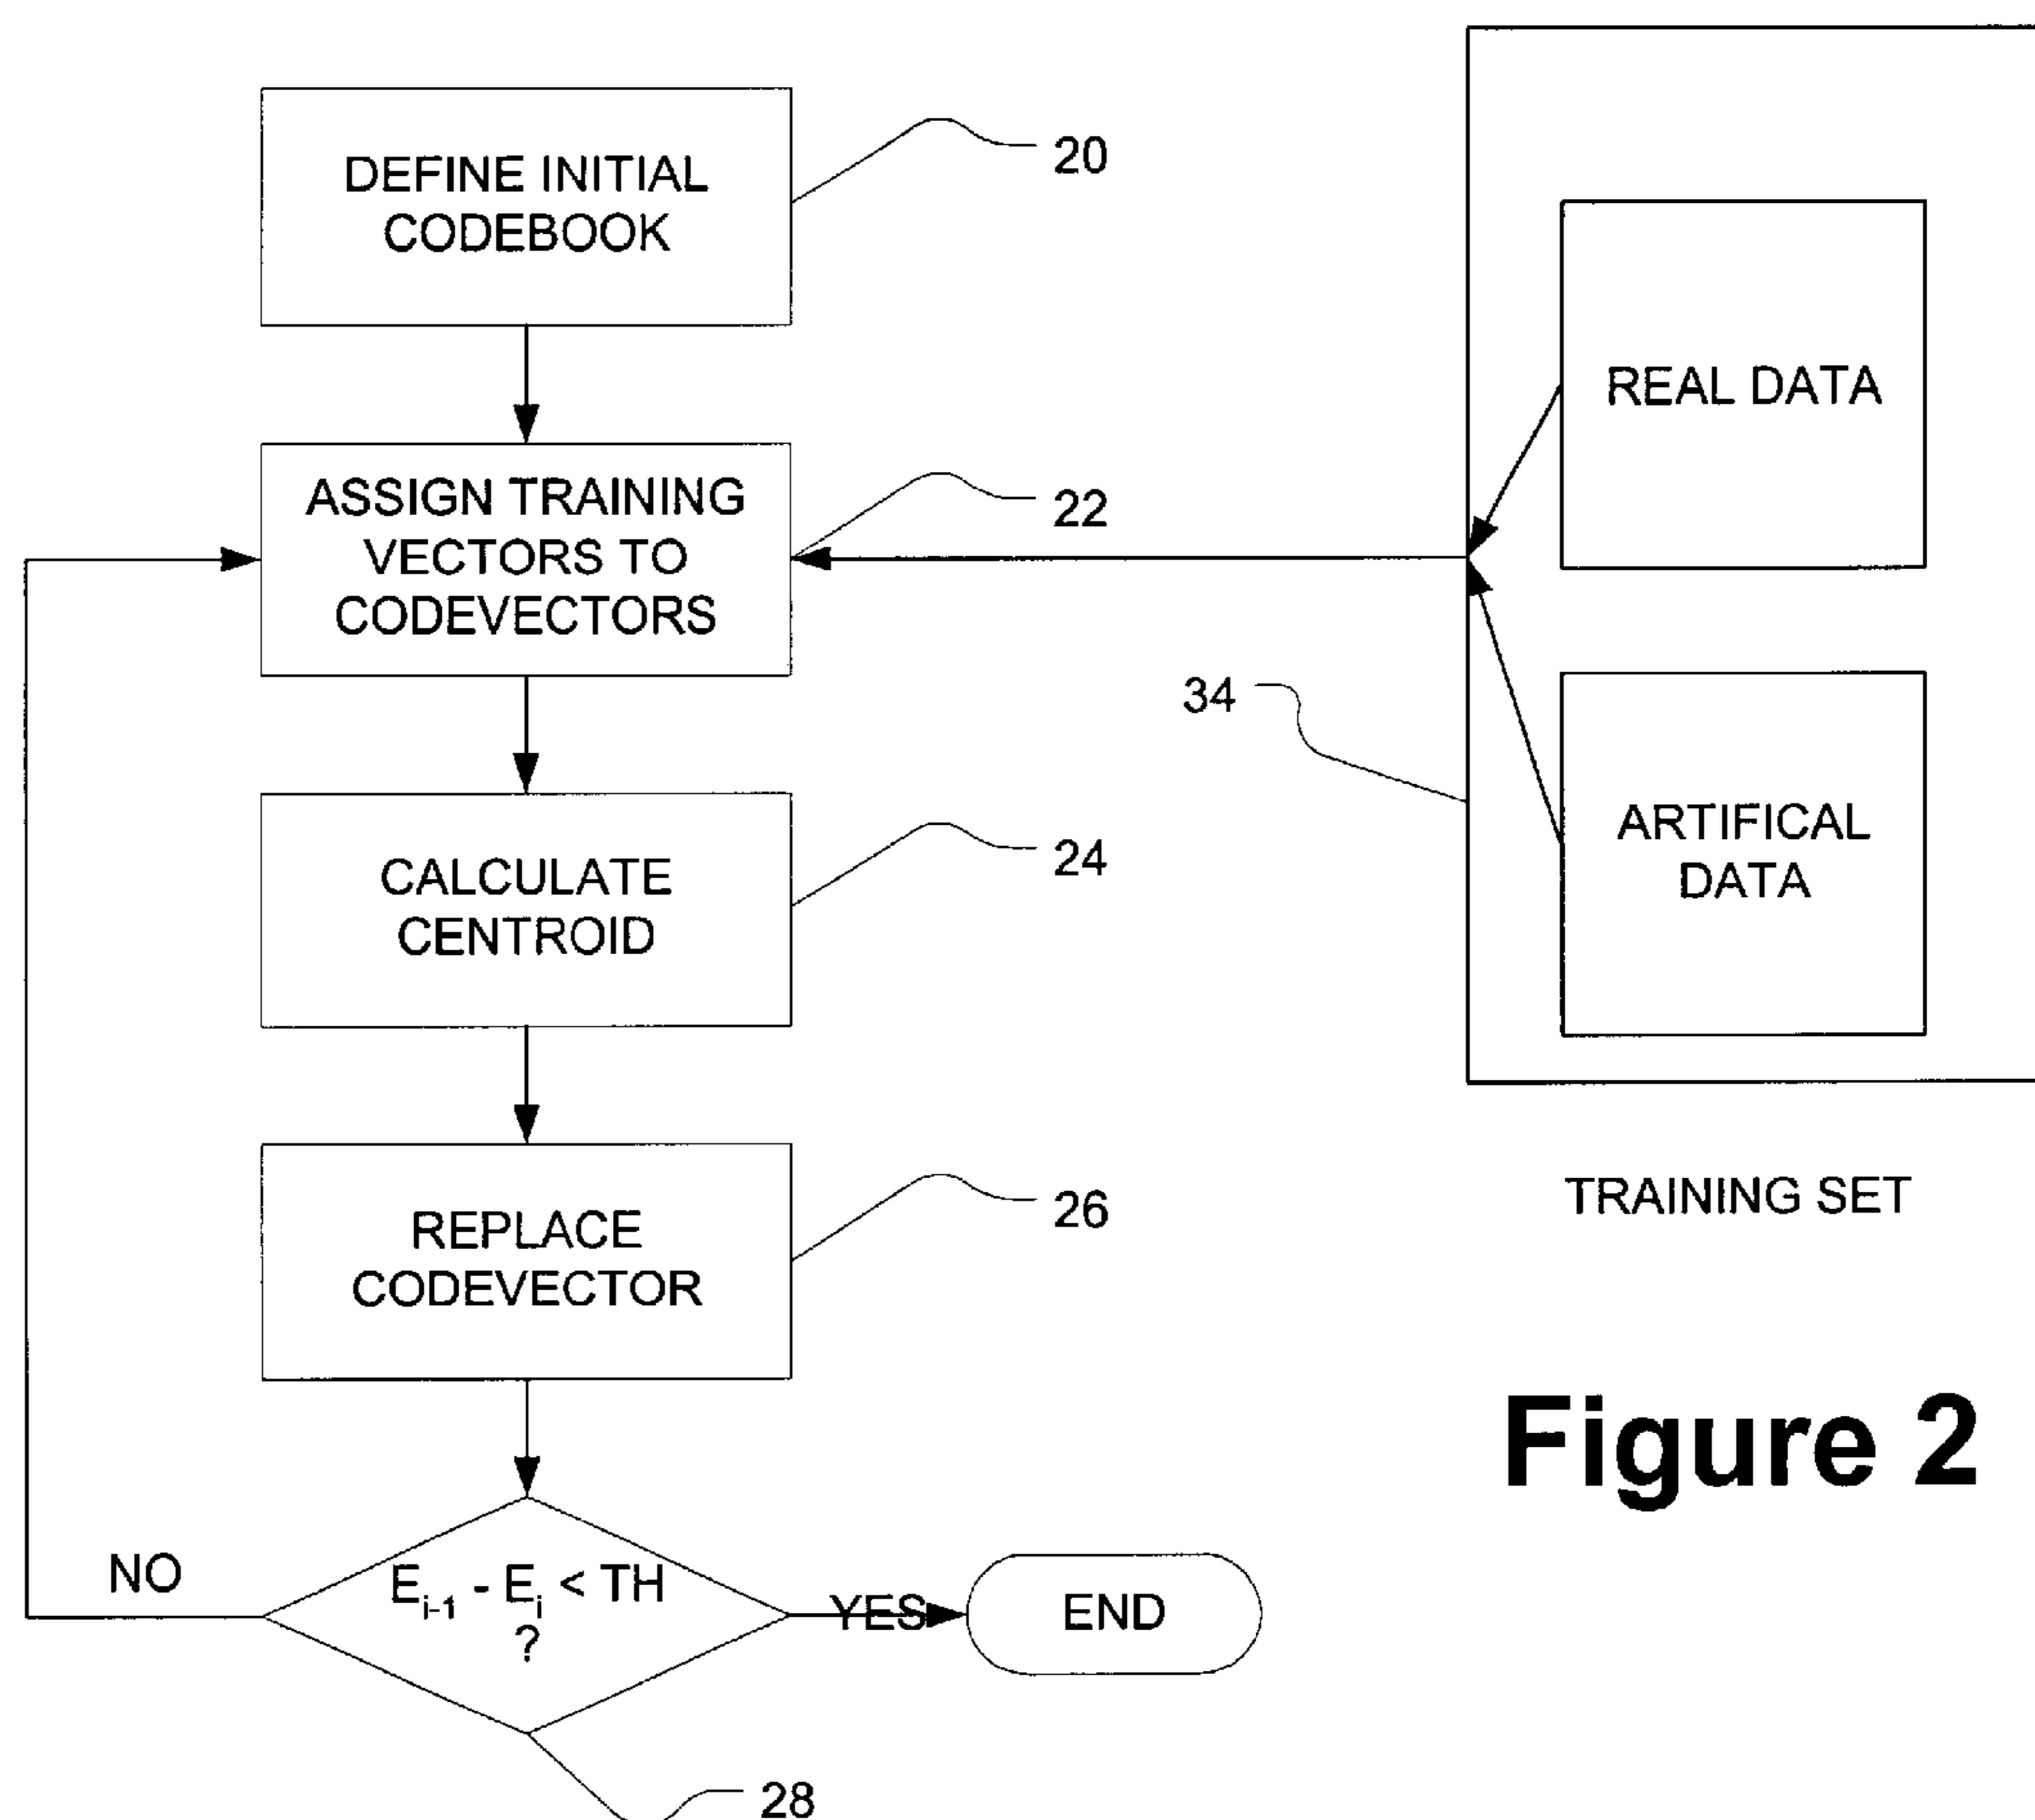 DEFINE INITIAL
CODEBOOK
20
ASSIGN TRAINING
VECTORS TO
CODEVECTORS
22
CALCULATE
CENTROID
24
REPLACE
CODEVECTOR
26
E_{i-1} - E_i < TH
?
NO
YES
END
28
REAL DATA
ARTIFICAL
DATA
34
TRAINING SET
Figure 2